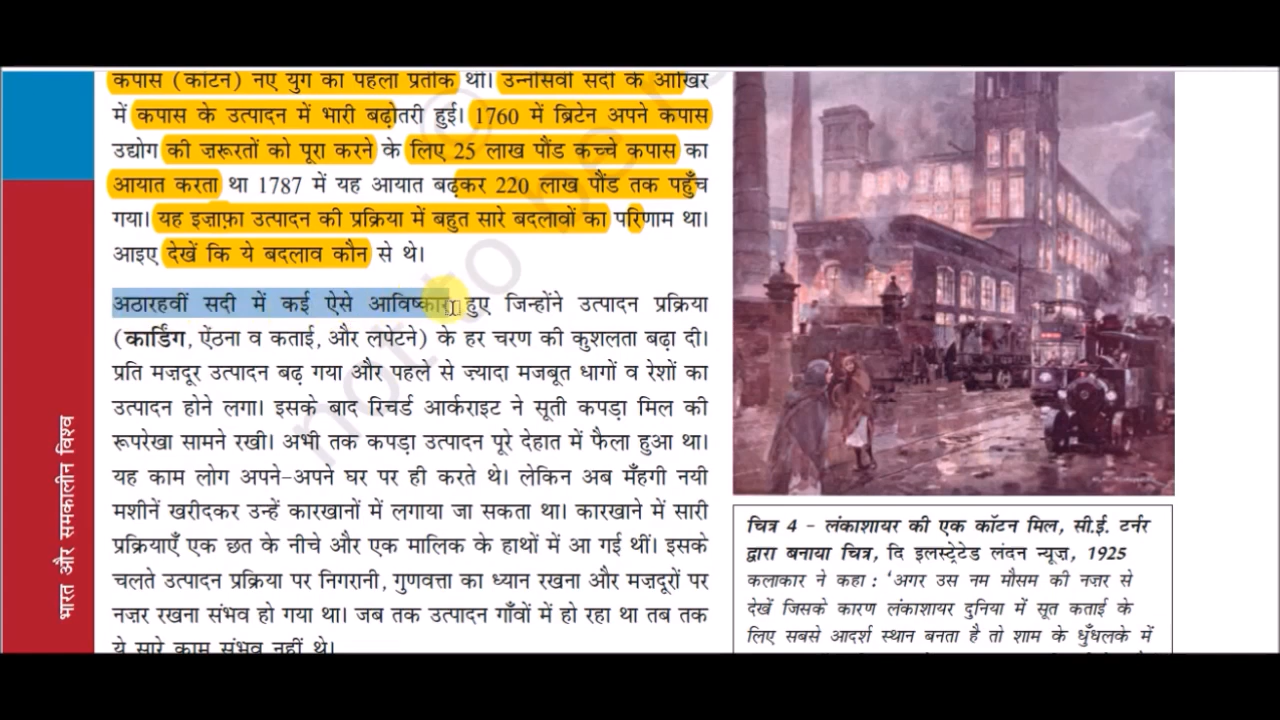 कपास (कॉटन) नए युग का पहला प्रतीक थी। उन्नीसवीं सदी के आखिर
में कपास के उत्पादन में भारी बढ़ोतरी हुई। 1760 में ब्रिटेन अपने कपास
उद्योग की ज़रूरतों को पूरा करने के लिए 25 लाख पौंड कच्चे कपास का
आयात करता था 1787 में यह आयात बढ़कर 220 लाख पौंड तक पहुँच
गया। यह इज़ाफ़ा उत्पादन की प्रक्रिया में बहुत सारे बदलावों का परिणाम था।
आइए देखें कि ये बदलाव कौन से थे।
अठारहवीं सदी में कई ऐसे आविष्कार हुए जिन्होंने उत्पादन प्रक्रिया
(कार्डिंग, ऐंठना व कताई, और लपेटने) के हर चरण की कुशलता बढ़ा दी।
प्रति मज़दूर उत्पादन बढ़ गया और पहले से ज़्यादा मजबूत धागों व रेशों का
उत्पादन होने लगा। इसके बाद रिचर्ड आर्कराइट ने सूती कपड़ा मिल की
रूपरेखा सामने रखी। अभी तक कपड़ा उत्पादन पूरे देहात में फैला हुआ था।
यह काम लोग अपने-अपने घर पर ही करते थे। लेकिन अब मँहगी नयी
मशीनें खरीदकर उन्हें कारखानों में लगाया जा सकता था। कारखाने में सारी
प्रक्रियाएँ एक छत के नीचे और एक मालिक के हाथों में आ गई थीं। इसके
चलते उत्पादन प्रक्रिया पर निगरानी, गुणवत्ता का ध्यान रखना और मज़दूरों पर
नज़र रखना संभव हो गया था। जब तक उत्पादन गाँवों में हो रहा था तब तक
ये सारे काम संभव नहीं थे।
चित्र 4 – लंकाशायर की एक कॉटन मिल, सी.ई. टर्नर
द्वारा बनाया चित्र, दि इलस्ट्रेटेड लंदन न्यूज़, 1925
कलाकार ने कहा : 'अगर उस नम मौसम की नज़र से
देखें जिसके कारण लंकाशायर दुनिया में सूत कताई के
लिए सबसे आदर्श स्थान बनता है तो शाम के धुँधलके में
भारत और समकालीन विश्व
not to be